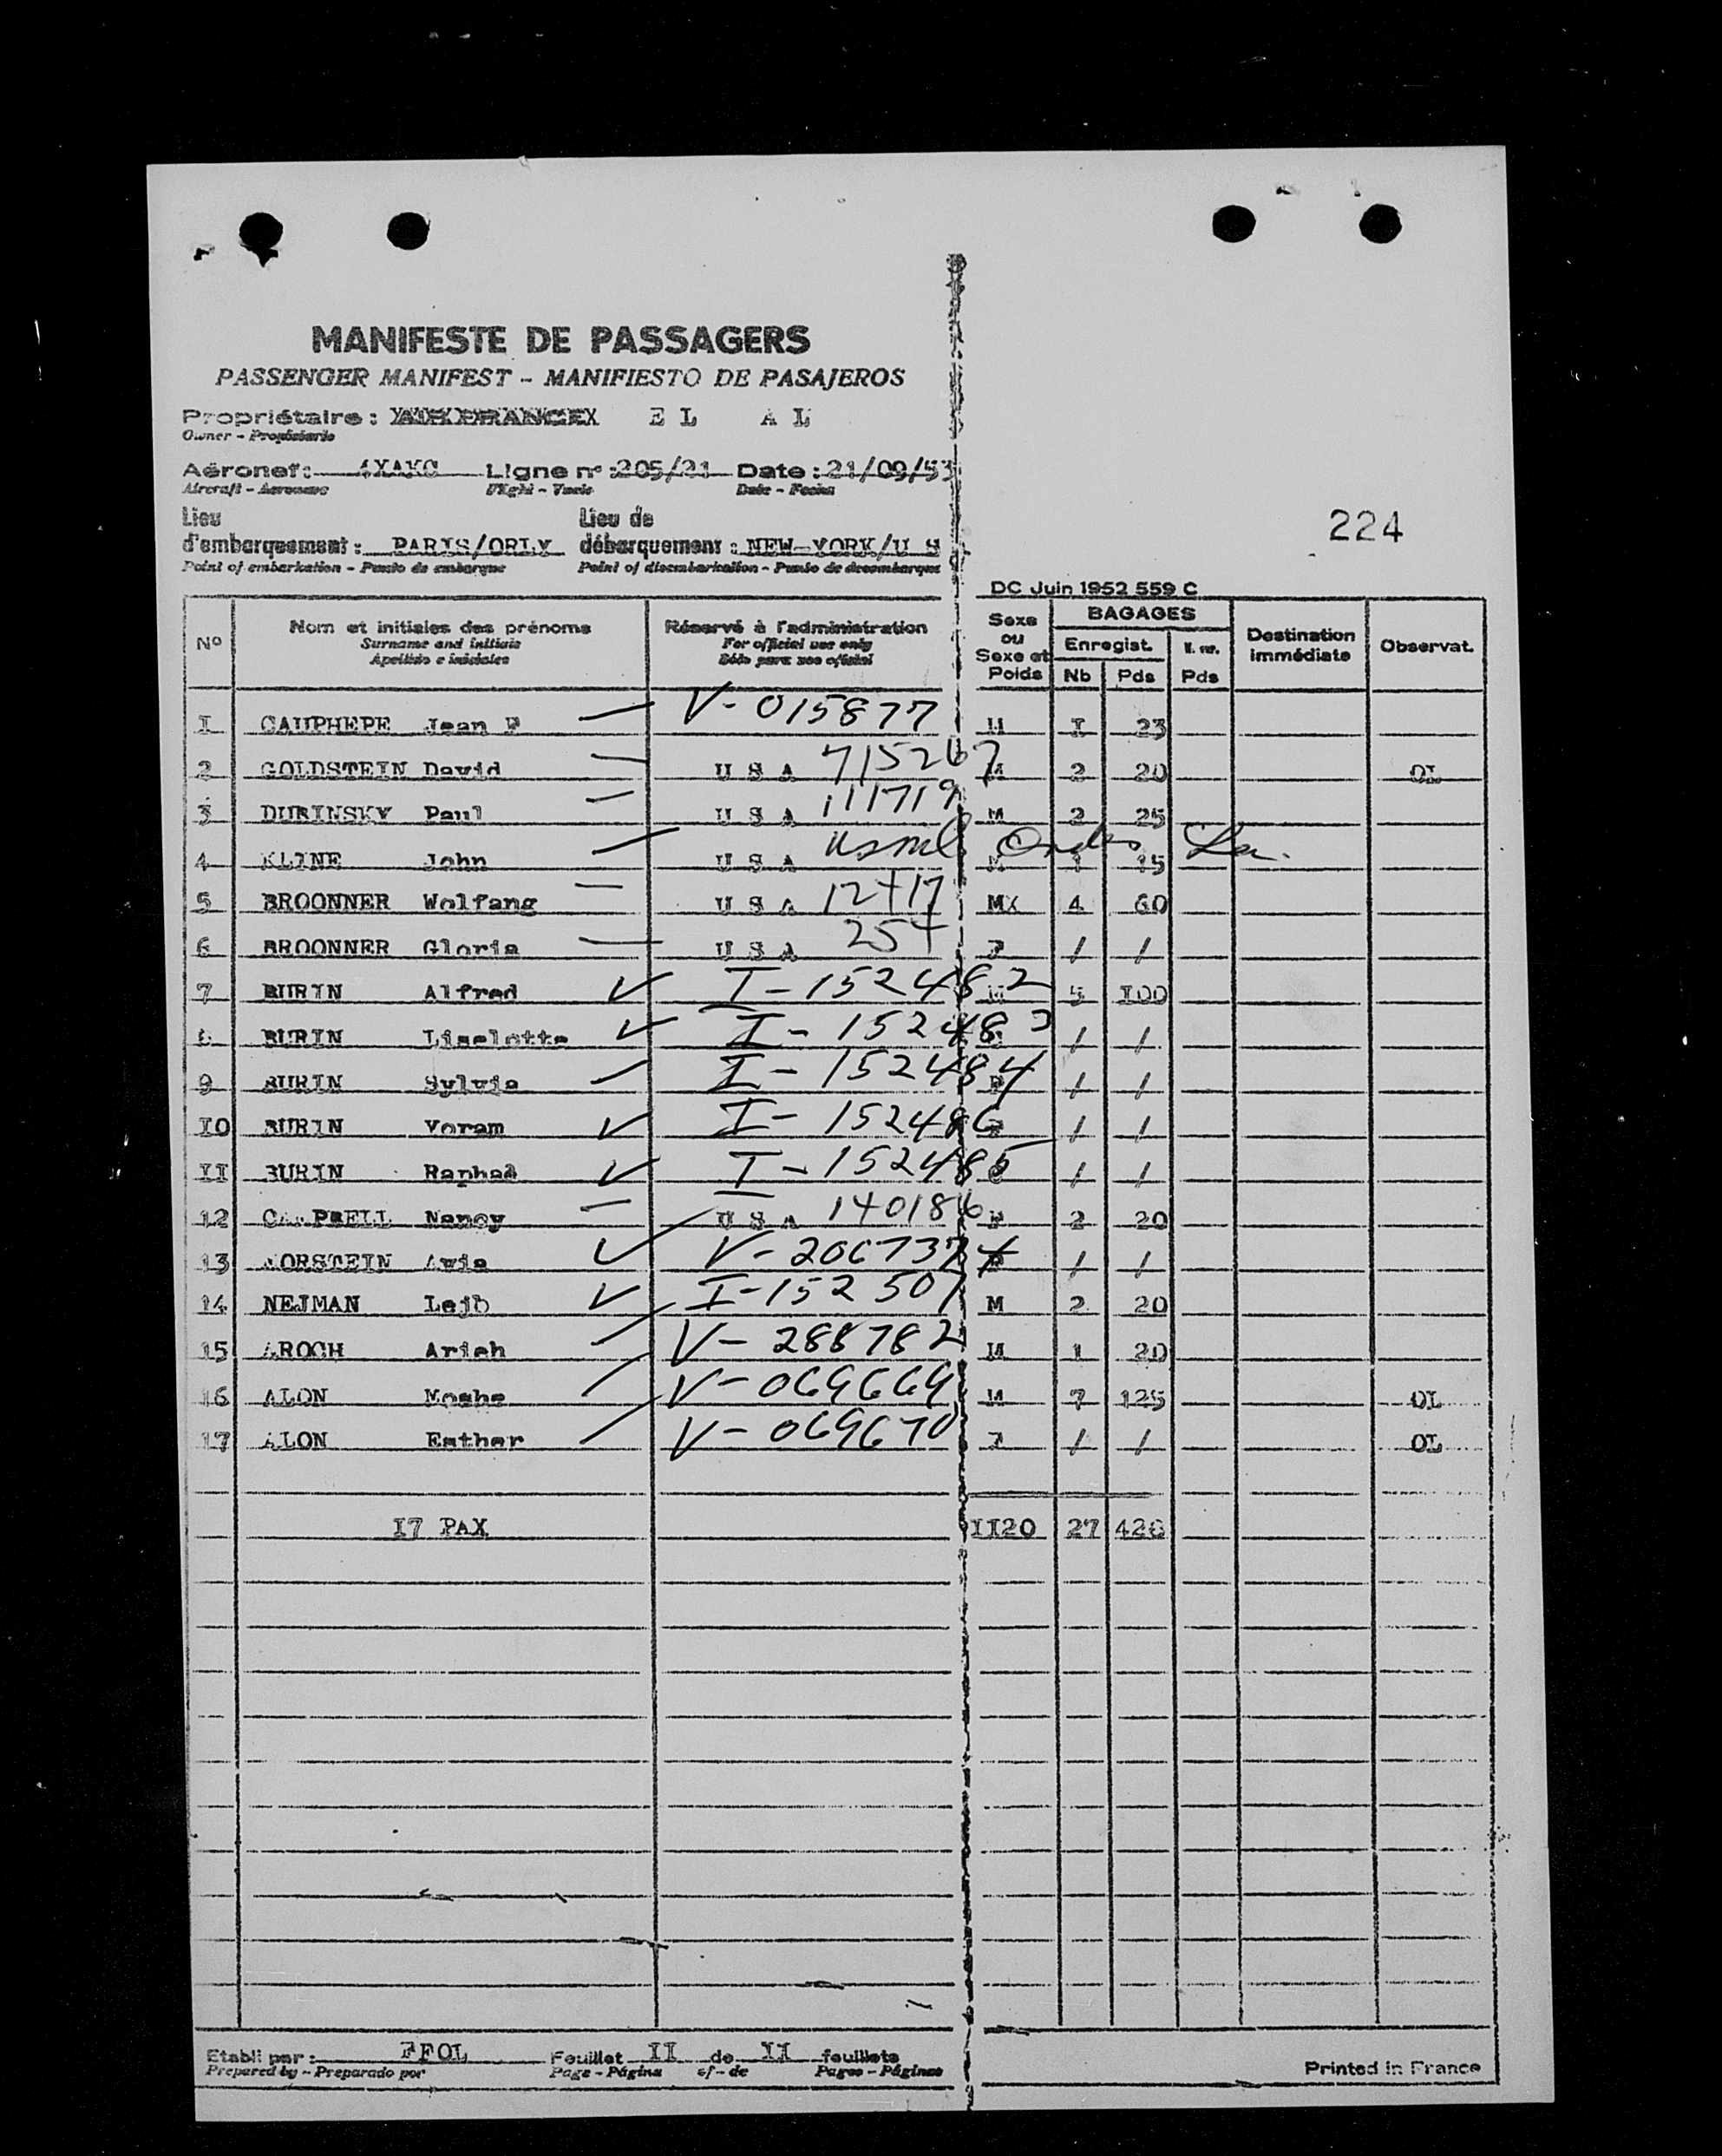 MANIFESTE DE PASSAGERS
PASSENGER MANIFEST - MANIFIESTO DE PASAJEROS
Propriétaire : EL AL
Owner - Propietario
Aéronef : 4XAKC Ligne n° : 205/21 Date : 21/09/53
Aircraft - Aeronave Flight - Vuelo Date - Fecha
224
Lieu d'embarquement : PARIS/ORLY Lieu de débarquement : NEW-YORK/U S
Point of embarkation - Punto de embarque Point of disembarkation - Punto de desembarque
DC Juin 1952 559 C
N° Nom et initiales des prénoms Réservé à l'administration Sexe ou Sexe et Poids BAGAGES Enregist. Nb Pds Pds Destination immédiate Observat.
Surname and initials For official use only
Apellido e iniciales Sólo para uso oficial
I CAUPHEPE Jean F V-015877 M I 23
2 GOLDSTEIN David U S A 715267 M 2 20 OL
3 DUBINSKY Paul U S A 111719 M 2 25
4 KLINE John U S A M 1 15
5 BROONNER Wolfang U S A 12417 M 4 60
6 BROONNER Gloria U S A 254 F / /
7 BURIN Alfred I-1524482 M 5 I00
8 BURIN Liselotte I-152483 / /
9 BURIN Sylvia I-152484 F / /
I0 BURIN Yoram I-152486 / /
II BURIN Raphaël I-152485 / /
12 CAMPBELL Nancy U S A 140186 F 2 20
13 Avia V-2067374 F / /
14 NEJMAN Lejb I-152507 M 2 20
15 AROCH Arieh V-288782 M 1 20
16 ALON Moshe V-069669 M 7 125 OL
17 ALON Esther V-069670 F / / OL
I7 PAX II20 27 428
Etabli par : FFOL Feuillet II de II feuillets
Prepared by - Preparado por Page - Página of - de Pages - Páginas
Printed in France